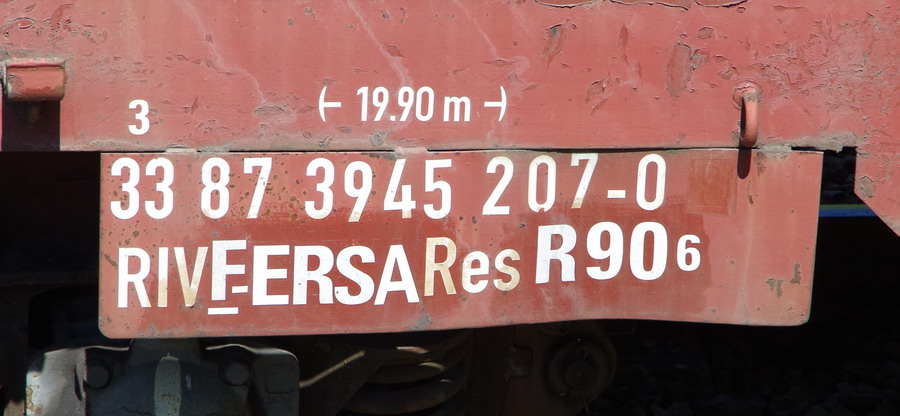 3 19.90 m
33 87 3945 207-0
RIV F-ERSA Res R90 6